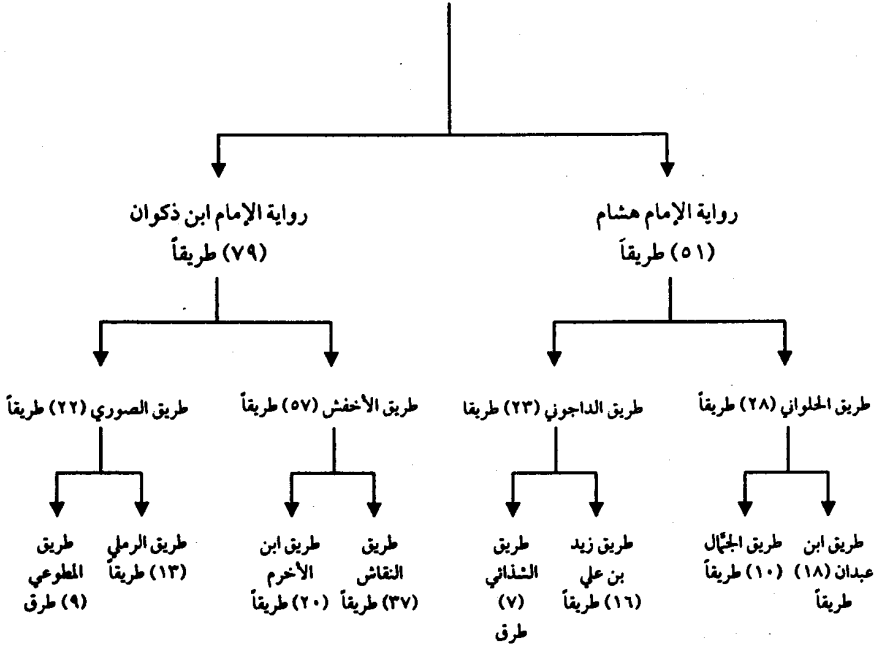 رواية الإمام هشام
(٥١) طريقاً
رواية الإمام ابن ذكوان
(٧٩) طريقاً
طريق الحلواني (٢٨) طريقاً
طريق الداجوني (٢٣) طريقا
طريق الأخفش (٥٧) طريقاً
طريق الصوري (٢٢) طريقاً
طريق ابن
عبدان (١٨)
طريقاً
طريق الجمَّال
(١٠) طريقاً
طريق زيد
بن علي
(١٦) طريقاً
طريق
الشذائي
(٧)
طرق
طريق
النقاش
(٣٧) طريقاً
طريق ابن
الأخرم
(٢٠) طريقاً
طريق الرملي
(١٣) طريقاً
طريق
المطوعي
(٩) طرق